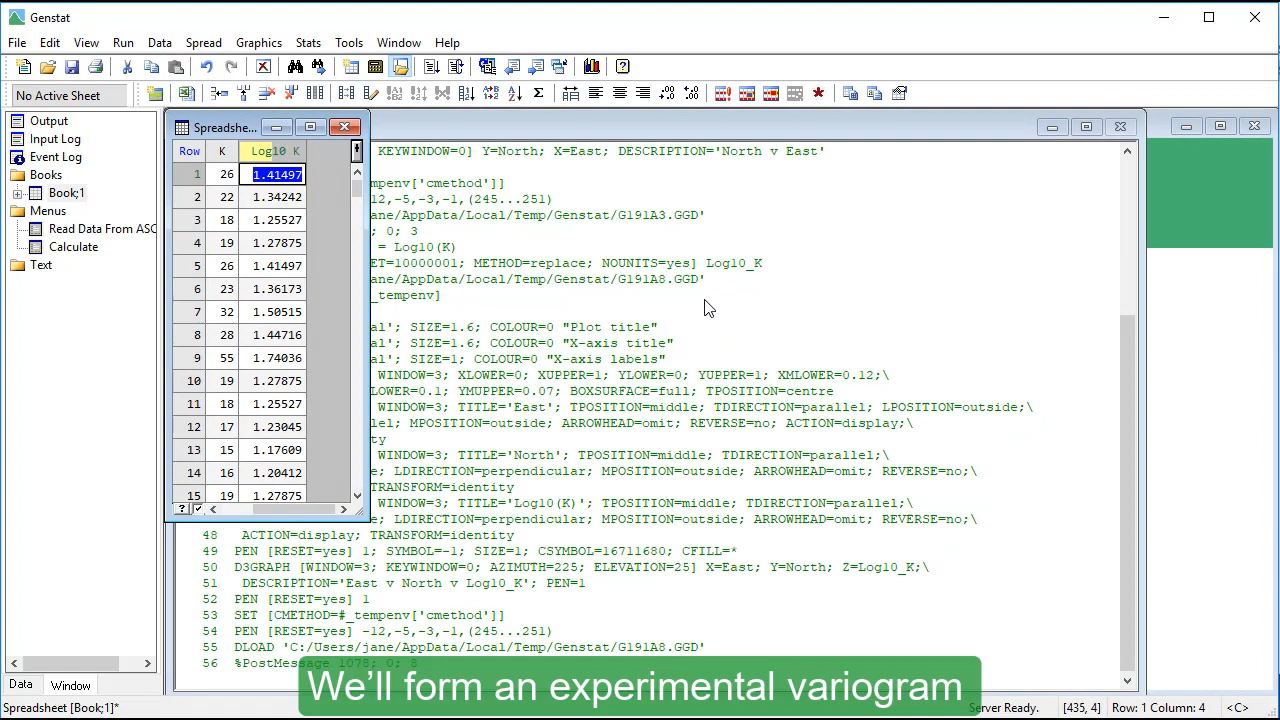 Genstat
File Edit View Run Data Spread Graphics Stats Tools Window Help
No Active Sheet
Output
Input Log
Event Log
Books
Book;1
Menus
Read Data From ASC
Calculate
Text
Data Window
Spreadshe...
Row K Log10 K
1 26 1.41497
2 22 1.34242
3 18 1.25527
4 19 1.27875
5 26 1.41497
6 23 1.36173
7 32 1.50515
8 28 1.44716
9 55 1.74036
10 19 1.27875
11 18 1.25527
12 17 1.23045
13 15 1.17609
14 16 1.20412
15 19 1.27875
KEYWINDOW=0] Y=North; X=East; DESCRIPTION='North v East'
tempenv['cmethod']]
12,-5,-3,-1,(245...251)
ane/AppData/Local/Temp/Genstat/G191A3.GGD'
; 0; 3
= Log10(K)
ET=10000001; METHOD=replace; NOUNITS=yes] Log10_K
ane/AppData/Local/Temp/Genstat/G191A8.GGD'
_tempenv]
al'; SIZE=1.6; COLOUR=0 "Plot title"
al'; SIZE=1.6; COLOUR=0 "X-axis title"
al'; SIZE=1; COLOUR=0 "X-axis labels"
WINDOW=3; XLOWER=0; XUPPER=1; YLOWER=0; YUPPER=1; XMLOWER=0.12;\
LOWER=0.1; YMUPPER=0.07; BOXSURFACE=full; TPOSITION=centre
WINDOW=3; TITLE='East'; TPOSITION=middle; TDIRECTION=parallel; LPOSITION=outside;\
lel; MPOSITION=outside; ARROWHEAD=omit; REVERSE=no; ACTION=display;\
ty
WINDOW=3; TITLE='North'; TPOSITION=middle; TDIRECTION=parallel;\
e; LDIRECTION=perpendicular; MPOSITION=outside; ARROWHEAD=omit; REVERSE=no;\
TRANSFORM=identity
WINDOW=3; TITLE='Log10(K)'; TPOSITION=middle; TDIRECTION=parallel;\
e; LDIRECTION=perpendicular; MPOSITION=outside; ARROWHEAD=omit; REVERSE=no;\
48 ACTION=display; TRANSFORM=identity
49 PEN [RESET=yes] 1; SYMBOL=-1; SIZE=1; CSYMBOL=16711680; CFILL=*
50 D3GRAPH [WINDOW=3; KEYWINDOW=0; AZIMUTH=225; ELEVATION=25] X=East; Y=North; Z=Log10_K;\
51 DESCRIPTION='East v North v Log10_K'; PEN=1
52 PEN [RESET=yes] 1
53 SET [CMETHOD=#_tempenv['cmethod']]
54 PEN [RESET=yes] -12,-5,-3,-1,(245...251)
55 DLOAD 'C:/Users/jane/AppData/Local/Temp/Genstat/G191A8.GGD'
56 %PostMessage 1078; 0; 8
We'll form an experimental variogram
Spreadsheet [Book;1]*
Server Ready. [435, 4] Row: 1 Column: 4 <C>